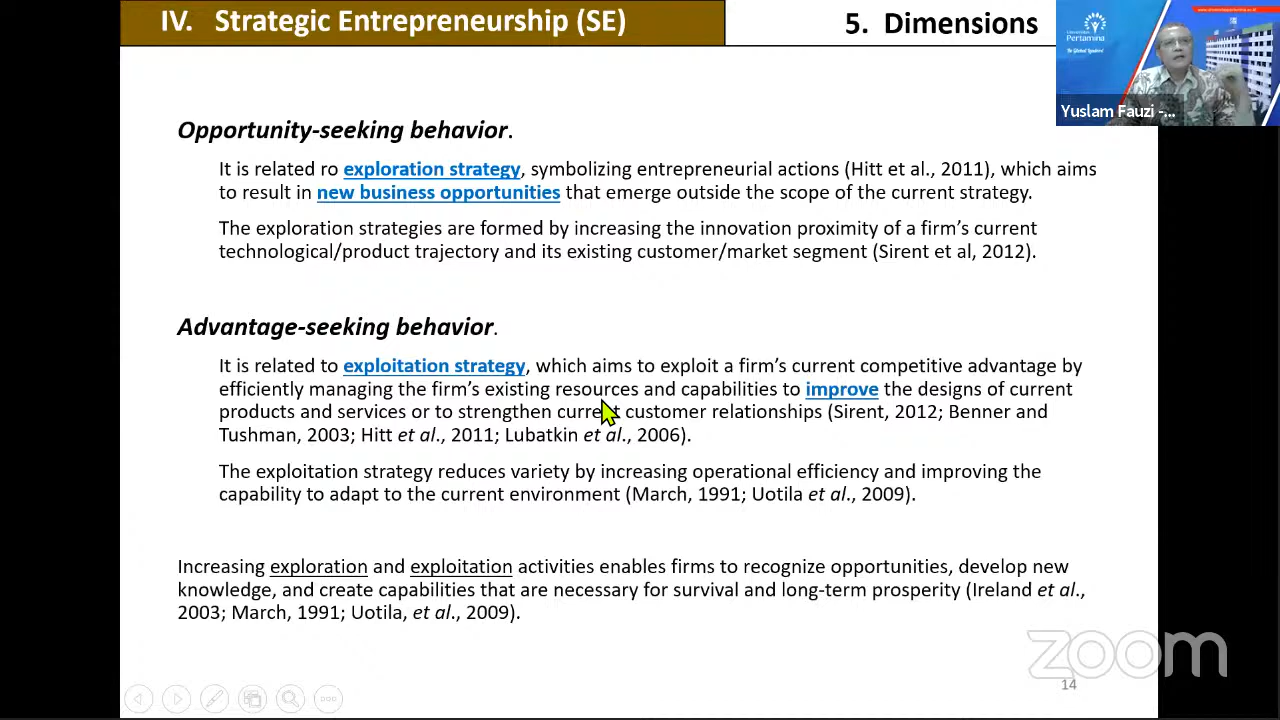 IV. Strategic Entrepreneurship (SE)
5. Dimensions
Universitas
Pertamina
Yuslam Fauzi -...
Opportunity-seeking behavior.
It is related ro exploration strategy, symbolizing entrepreneurial actions (Hitt et al., 2011), which aims
to result in new business opportunities that emerge outside the scope of the current strategy.
The exploration strategies are formed by increasing the innovation proximity of a firm's current
technological/product trajectory and its existing customer/market segment (Sirent et al, 2012).
Advantage-seeking behavior.
It is related to exploitation strategy, which aims to exploit a firm's current competitive advantage by
efficiently managing the firm's existing resources and capabilities to improve the designs of current
products and services or to strengthen current customer relationships (Sirent, 2012; Benner and
Tushman, 2003; Hitt et al., 2011; Lubatkin et al., 2006).
The exploitation strategy reduces variety by increasing operational efficiency and improving the
capability to adapt to the current environment (March, 1991; Uotila et al., 2009).
Increasing exploration and exploitation activities enables firms to recognize opportunities, develop new
knowledge, and create capabilities that are necessary for survival and long-term prosperity (Ireland et al.,
2003; March, 1991; Uotila, et al., 2009).
zoom
14